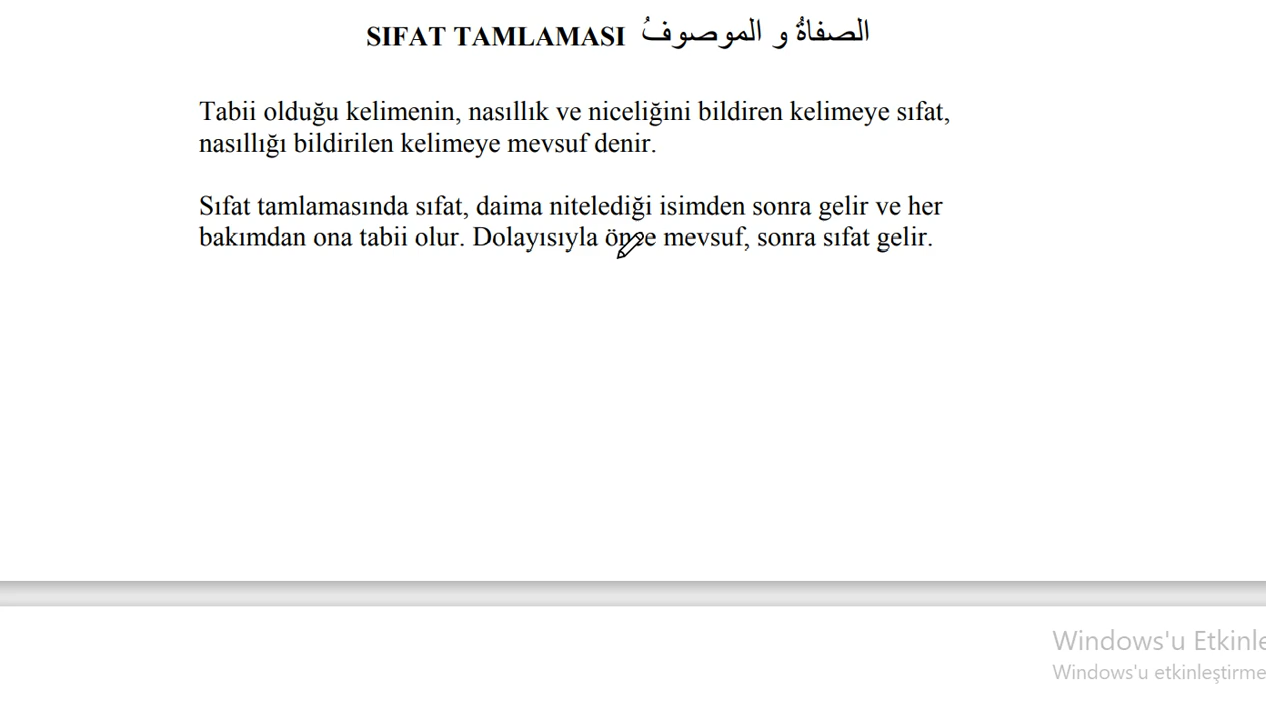 SIFAT TAMLAMASI الصفاةُ و الموصوفُ
Tabii olduğu kelimenin, nasıllık ve niceliğini bildiren kelimeye sıfat,
nasıllığı bildirilen kelimeye mevsuf denir.
Sıfat tamlamasında sıfat, daima nitelediği isimden sonra gelir ve her
bakımdan ona tabii olur. Dolayısıyla önce mevsuf, sonra sıfat gelir.
Windows'u Etkinle
Windows'u etkinleştirme